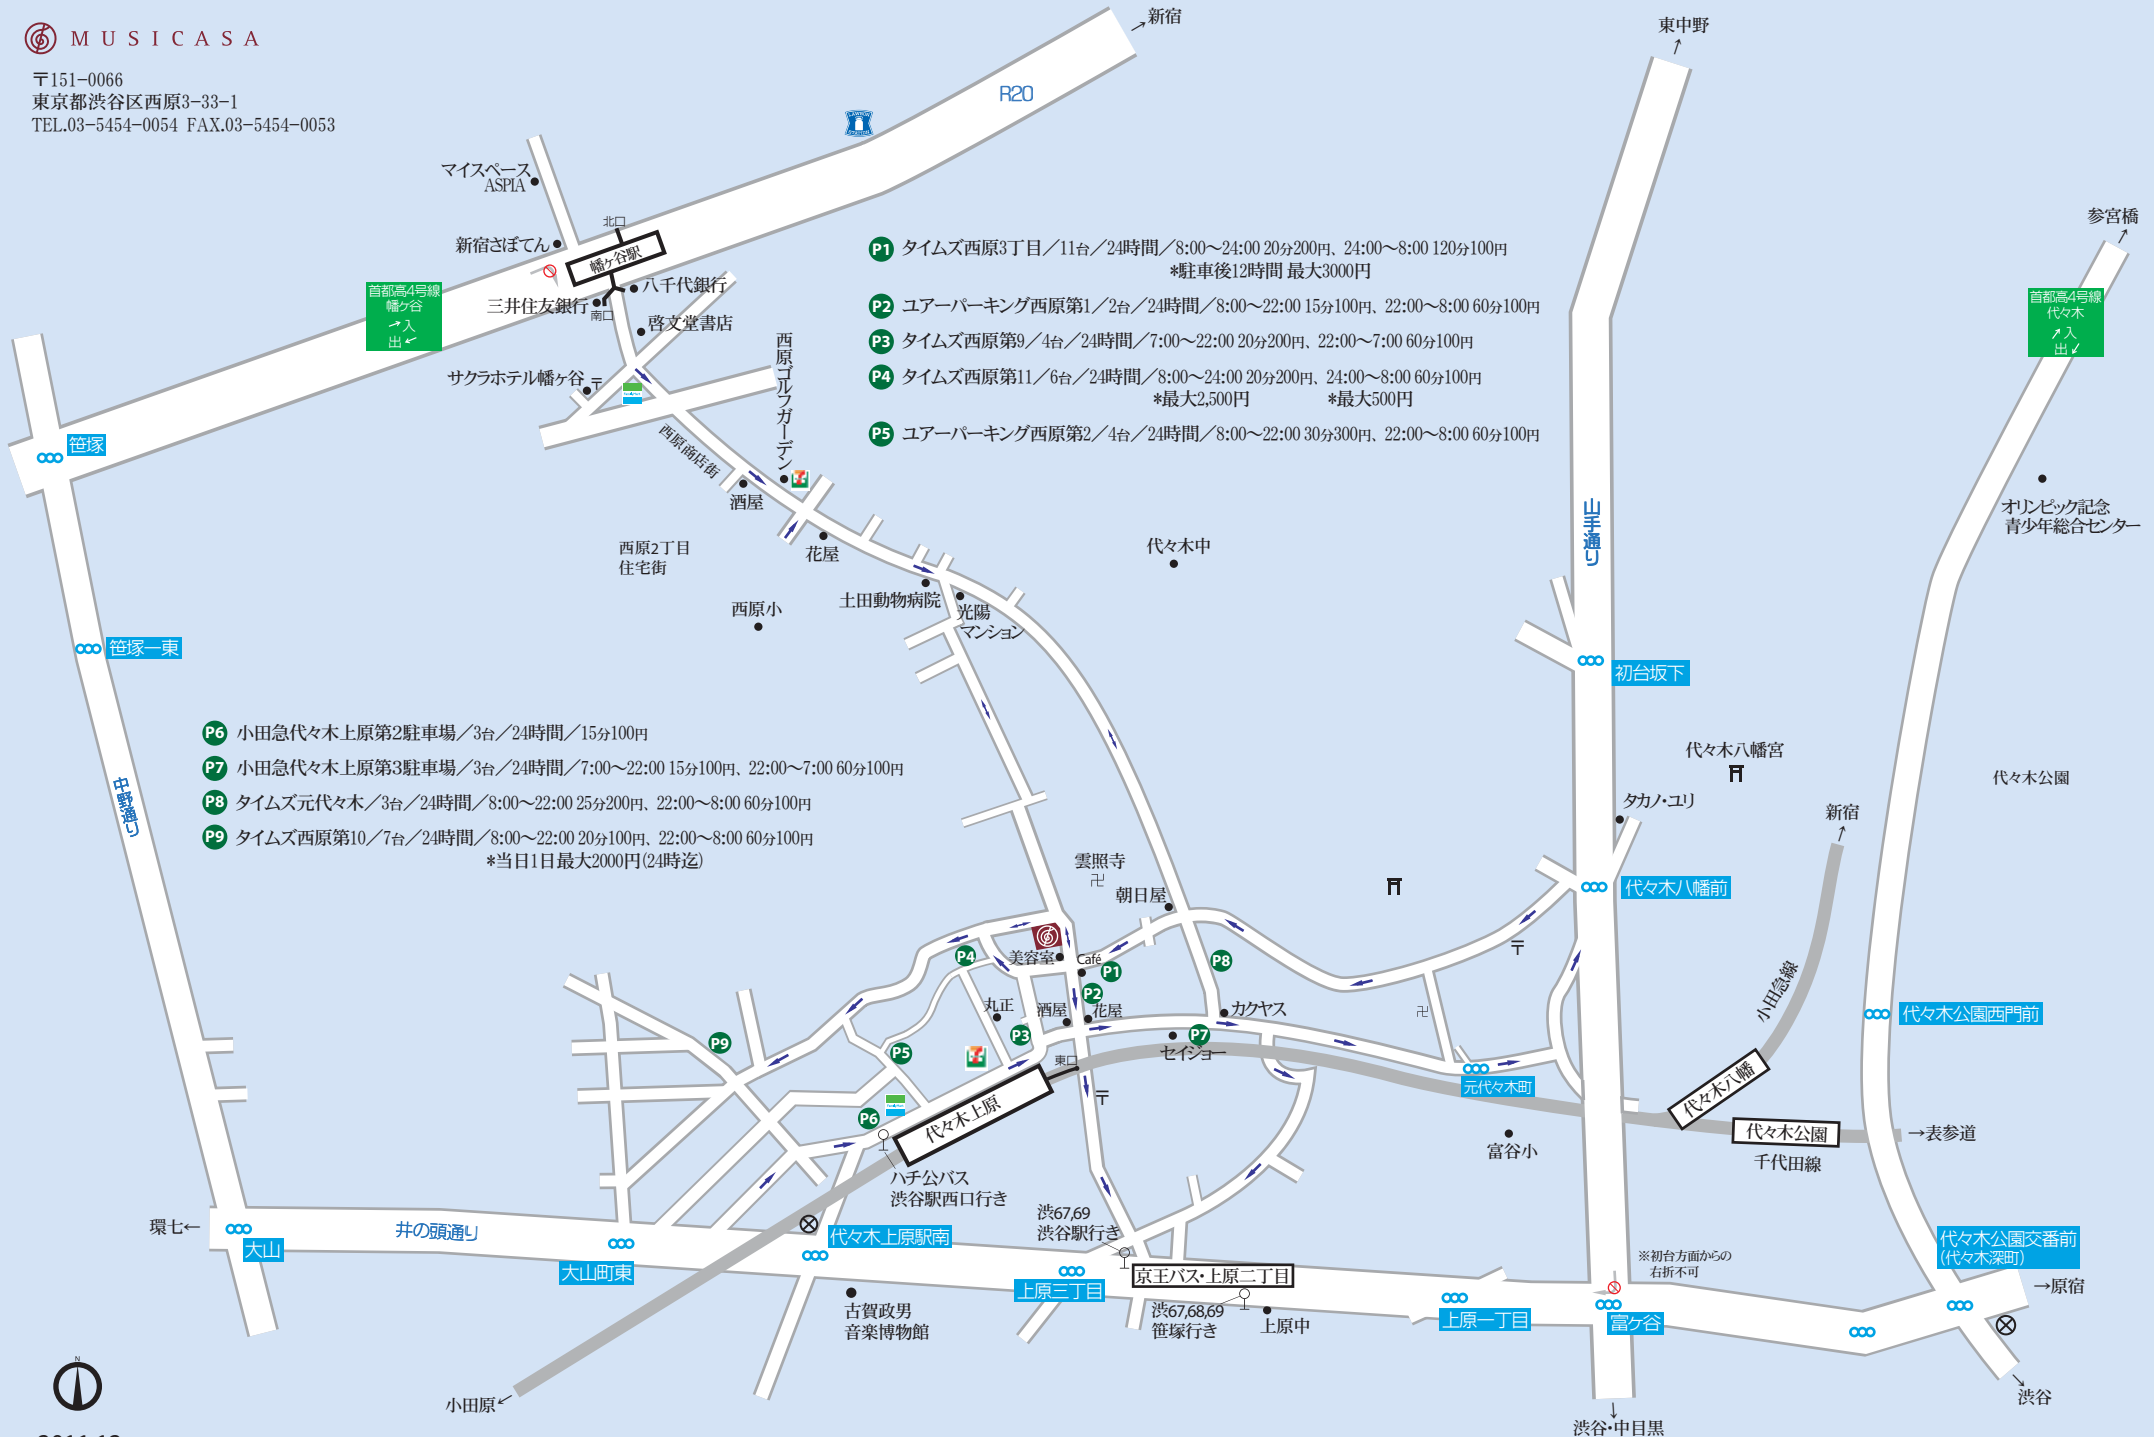 MUSICASA
〒151-0066
東京都渋谷区西原3-33-1
TEL.03-5454-0054 FAX.03-5454-0053
→新宿
東中野
R20
マイスペース
ASPIA
北口
新宿さぼてん
幡ヶ谷駅
八千代銀行
三井住友銀行
南口
啓文堂書店
首都高4号線
幡ケ谷
→入
出←
サクラホテル幡ヶ谷
〒
西原ゴルフガーデン
西原商店街
笹塚
P1 タイムズ西原3丁目／11台／24時間／8:00〜24:00 20分200円、24:00〜8:00 120分100円
*駐車後12時間 最大3000円
P2 ユアーパーキング西原第1／2台／24時間／8:00〜22:00 15分100円、22:00〜8:00 60分100円
P3 タイムズ西原第9／4台／24時間／7:00〜22:00 20分200円、22:00〜7:00 60分100円
P4 タイムズ西原第11／6台／24時間／8:00〜24:00 20分200円、24:00〜8:00 60分100円
*最大2,500円 *最大500円
P5 ユアーパーキング西原第2／4台／24時間／8:00〜22:00 30分300円、22:00〜8:00 60分100円
参宮橋
首都高4号線
代々木
入
出
オリンピック記念
青少年総合センター
山手通り
酒屋
花屋
西原2丁目
住宅街
西原小
土田動物病院
光陽
マンション
代々木中
笹塚一東
初台坂下
中野通り
P6 小田急代々木上原第2駐車場／3台／24時間／15分100円
P7 小田急代々木上原第3駐車場／3台／24時間／7:00〜22:00 15分100円、22:00〜7:00 60分100円
P8 タイムズ元代々木／3台／24時間／8:00〜22:00 25分200円、22:00〜8:00 60分100円
P9 タイムズ西原第10／7台／24時間／8:00〜22:00 20分100円、22:00〜8:00 60分100円
*当日1日最大2000円(24時迄)
代々木八幡宮
代々木公園
タカノ・ユリ
新宿
代々木八幡前
雲照寺
卍
朝日屋
〒
美容室
Café
P1
P2
P4
P8
丸正
酒屋
花屋
カクヤス
P3
P7
セイジョー
東口
卍
P9
P5
P6
小田急線
代々木公園西門前
元代々木町
〒
代々木上原
代々木八幡
代々木公園
→表参道
千代田線
富谷小
ハチ公バス
渋谷駅西口行き
渋67,69
渋谷駅行き
環七←
大山
井の頭通り
大山町東
代々木上原駅南
上原三丁目
京王バス・上原二丁目
渋67,68,69
笹塚行き
上原中
上原一丁目
※初台方面からの
右折不可
富ケ谷
代々木公園交番前
(代々木深町)
→原宿
古賀政男
音楽博物館
小田原
渋谷
渋谷・中目黒
N